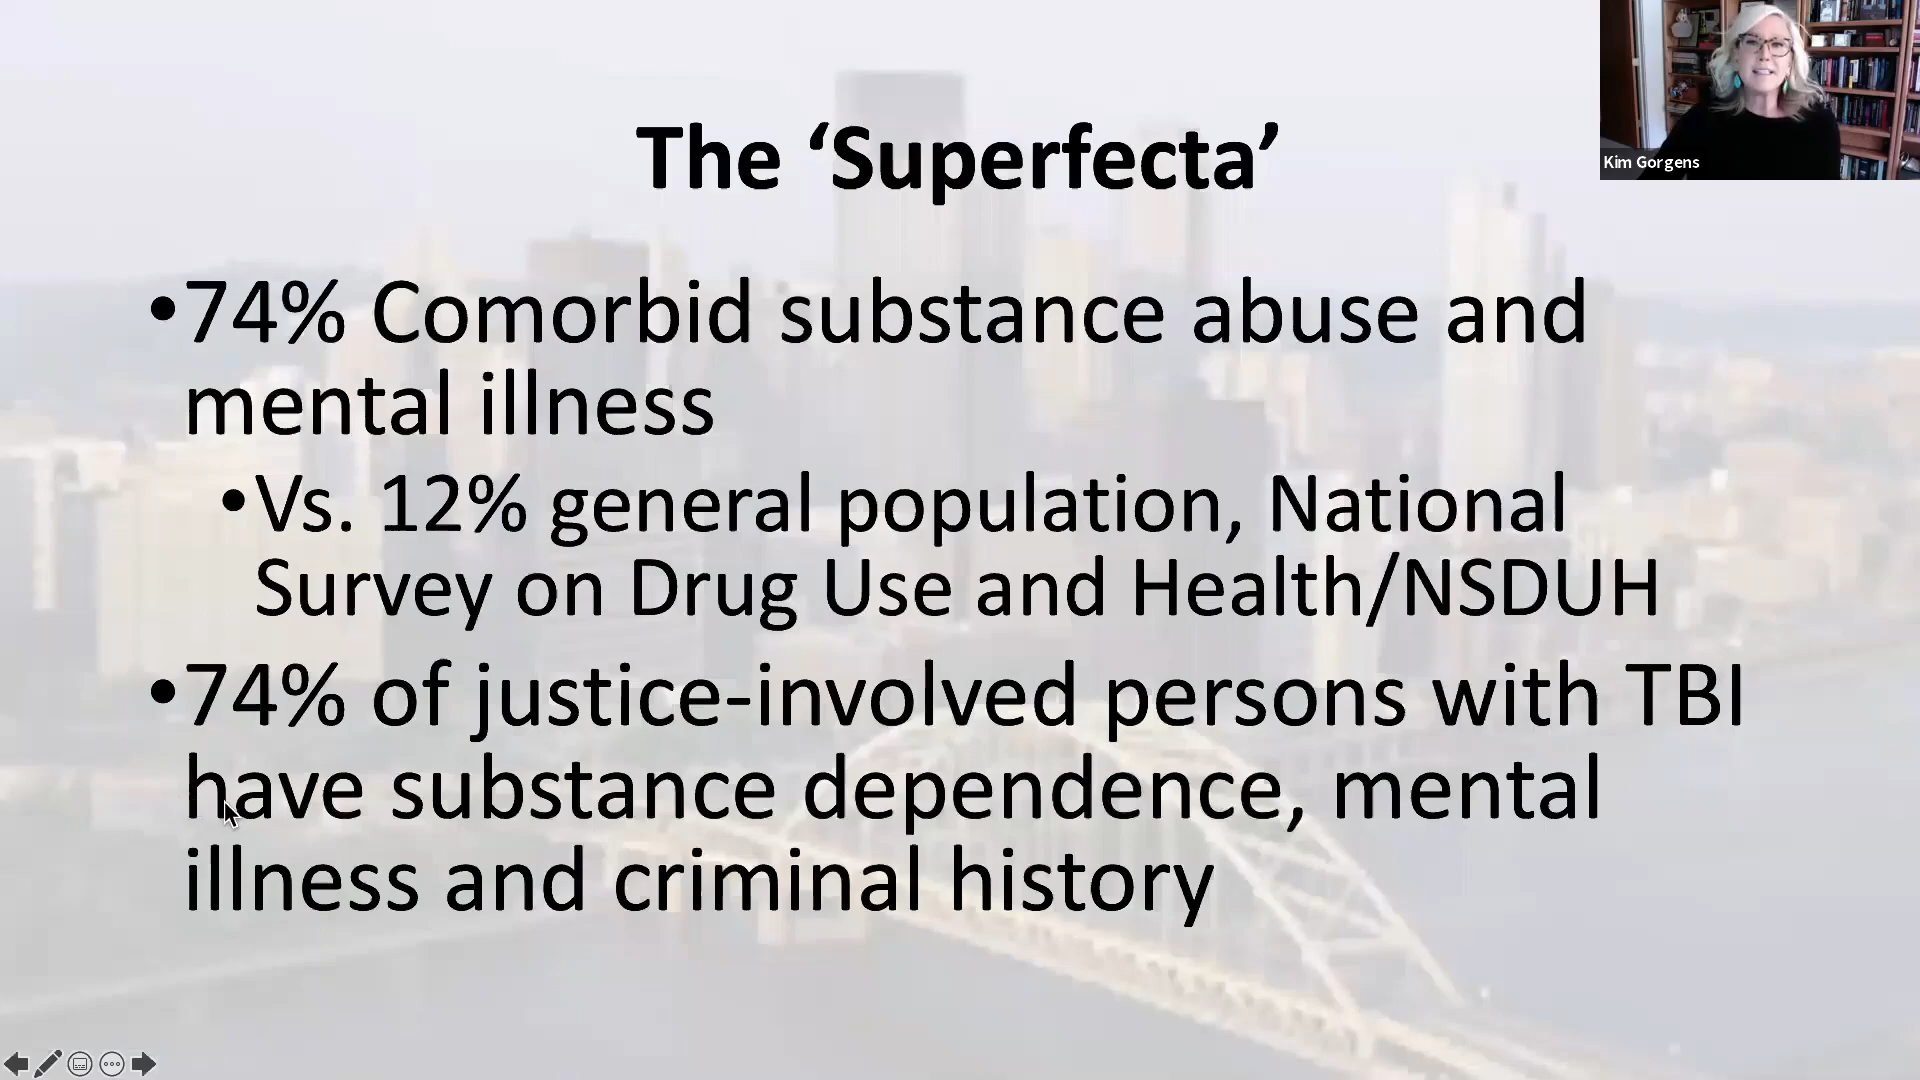 The ‘Superfecta’
Kim Gorgens
•74% Comorbid substance abuse and
mental illness
•Vs. 12% general population, National
Survey on Drug Use and Health/NSDUH
•74% of justice-involved persons with TBI
have substance dependence, mental
illness and criminal history